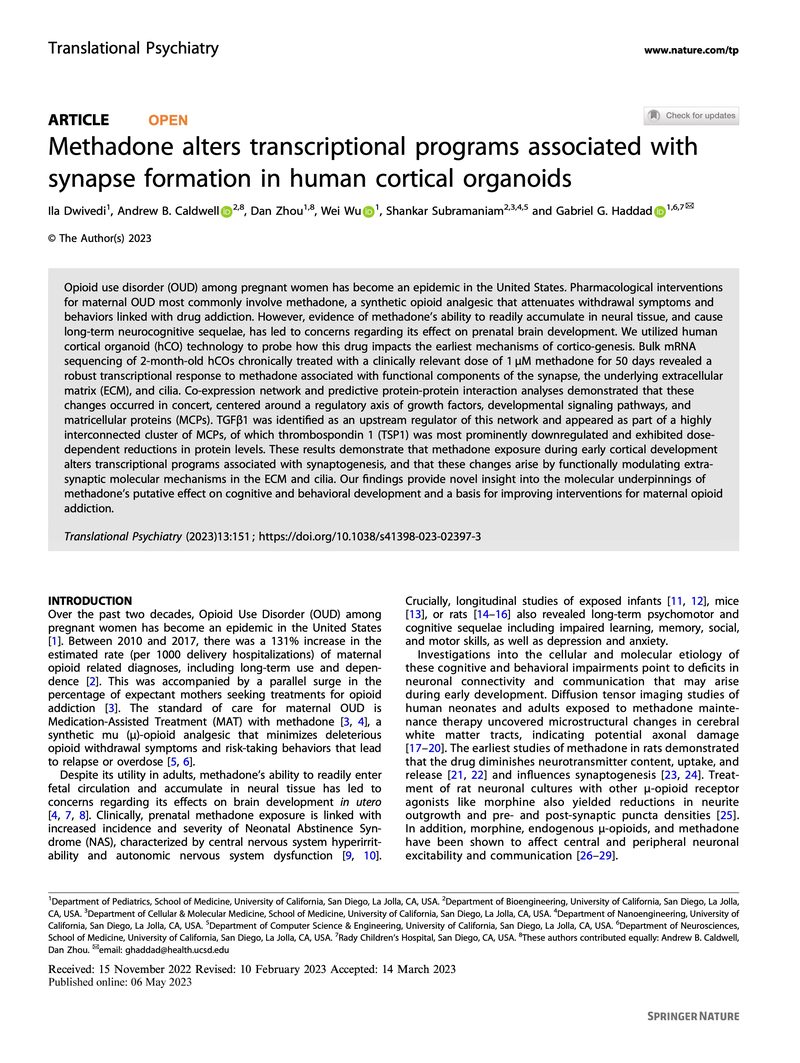 Translational Psychiatry
www.nature.com/tp
Check for updates
ARTICLE OPEN
Methadone alters transcriptional programs associated with
synapse formation in human cortical organoids
Ila Dwivedi1, Andrew B. Caldwell iD 2,8, Dan Zhou1,8, Wei Wu iD 1, Shankar Subramaniam2,3,4,5 and Gabriel G. Haddad iD 1,6,7✉
© The Author(s) 2023
Opioid use disorder (OUD) among pregnant women has become an epidemic in the United States. Pharmacological interventions
for maternal OUD most commonly involve methadone, a synthetic opioid analgesic that attenuates withdrawal symptoms and
behaviors linked with drug addiction. However, evidence of methadone's ability to readily accumulate in neural tissue, and cause
long-term neurocognitive sequelae, has led to concerns regarding its effect on prenatal brain development. We utilized human
cortical organoid (hCO) technology to probe how this drug impacts the earliest mechanisms of cortico-genesis. Bulk mRNA
sequencing of 2-month-old hCOs chronically treated with a clinically relevant dose of 1 μM methadone for 50 days revealed a
robust transcriptional response to methadone associated with functional components of the synapse, the underlying extracellular
matrix (ECM), and cilia. Co-expression network and predictive protein-protein interaction analyses demonstrated that these
changes occurred in concert, centered around a regulatory axis of growth factors, developmental signaling pathways, and
matricellular proteins (MCPs). TGFβ1 was identified as an upstream regulator of this network and appeared as part of a highly
interconnected cluster of MCPs, of which thrombospondin 1 (TSP1) was most prominently downregulated and exhibited dose-
dependent reductions in protein levels. These results demonstrate that methadone exposure during early cortical development
alters transcriptional programs associated with synaptogenesis, and that these changes arise by functionally modulating extra-
synaptic molecular mechanisms in the ECM and cilia. Our findings provide novel insight into the molecular underpinnings of
methadone's putative effect on cognitive and behavioral development and a basis for improving interventions for maternal opioid
addiction.
Translational Psychiatry (2023)13:151 ; https://doi.org/10.1038/s41398-023-02397-3
INTRODUCTION
Over the past two decades, Opioid Use Disorder (OUD) among
pregnant women has become an epidemic in the United States
[1]. Between 2010 and 2017, there was a 131% increase in the
estimated rate (per 1000 delivery hospitalizations) of maternal
opioid related diagnoses, including long-term use and depen-
dence [2]. This was accompanied by a parallel surge in the
percentage of expectant mothers seeking treatments for opioid
addiction [3]. The standard of care for maternal OUD is
Medication-Assisted Treatment (MAT) with methadone [3, 4], a
synthetic mu (μ)-opioid analgesic that minimizes deleterious
opioid withdrawal symptoms and risk-taking behaviors that lead
to relapse or overdose [5, 6].
Despite its utility in adults, methadone's ability to readily enter
fetal circulation and accumulate in neural tissue has led to
concerns regarding its effects on brain development in utero
[4, 7, 8]. Clinically, prenatal methadone exposure is linked with
increased incidence and severity of Neonatal Abstinence Syn-
drome (NAS), characterized by central nervous system hyperirrit-
ability and autonomic nervous system dysfunction [9, 10].
Crucially, longitudinal studies of exposed infants [11, 12], mice
[13], or rats [14–16] also revealed long-term psychomotor and
cognitive sequelae including impaired learning, memory, social,
and motor skills, as well as depression and anxiety.
Investigations into the cellular and molecular etiology of
these cognitive and behavioral impairments point to deficits in
neuronal connectivity and communication that may arise
during early development. Diffusion tensor imaging studies of
human neonates and adults exposed to methadone mainte-
nance therapy uncovered microstructural changes in cerebral
white matter tracts, indicating potential axonal damage
[17–20]. The earliest studies of methadone in rats demonstrated
that the drug diminishes neurotransmitter content, uptake, and
release [21, 22] and influences synaptogenesis [23, 24]. Treat-
ment of rat neuronal cultures with other μ-opioid receptor
agonists like morphine also yielded reductions in neurite
outgrowth and pre- and post-synaptic puncta densities [25].
In addition, morphine, endogenous μ-opioids, and methadone
have been shown to affect central and peripheral neuronal
excitability and communication [26–29].
1Department of Pediatrics, School of Medicine, University of California, San Diego, La Jolla, CA, USA. 2Department of Bioengineering, University of California, San Diego, La Jolla,
CA, USA. 3Department of Cellular & Molecular Medicine, School of Medicine, University of California, San Diego, La Jolla, CA, USA. 4Department of Nanoengineering, University of
California, San Diego, La Jolla, CA, USA. 5Department of Computer Science & Engineering, University of California, San Diego, La Jolla, CA, USA. 6Department of Neurosciences,
School of Medicine, University of California, San Diego, La Jolla, CA, USA. 7Rady Children's Hospital, San Diego, CA, USA. 8These authors contributed equally: Andrew B. Caldwell,
Dan Zhou. ✉email: ghaddad@health.ucsd.edu
Received: 15 November 2022 Revised: 10 February 2023 Accepted: 14 March 2023
Published online: 06 May 2023
SPRINGER NATURE